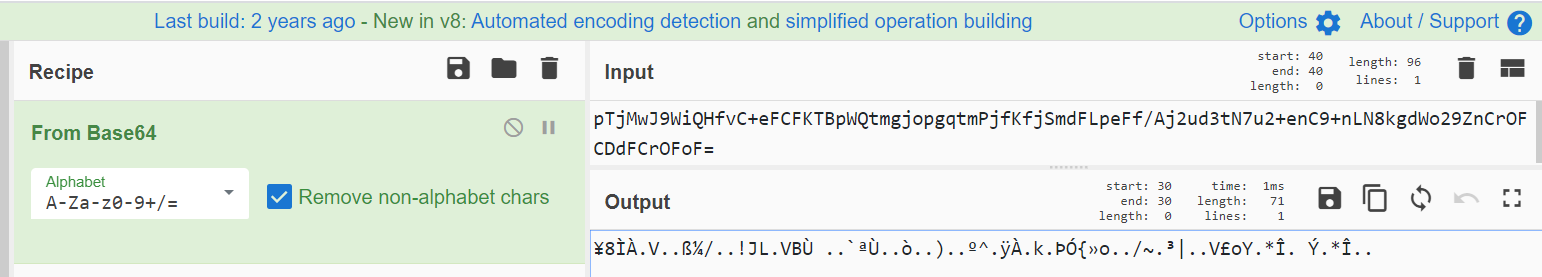 Last build: 2 years ago - New in v8: Automated encoding detection and simplified operation building
Options
About / Support
Recipe
Input
start: 40
end: 40
length: 0
length: 96
lines: 1
From Base64
Alphabet
A-Za-z0-9+/=
Remove non-alphabet chars
pTjMwJ9WiQHfvC+eFCFKTBpWQtmgjopgqtmPjfKfjSmdFLpeFf/Aj2ud3tN7u2+enC9+nLN8kgdWo29ZnCrOF
CDdFCrOFoF=
Output
start: 30
end: 30
length: 0
time: 1ms
length: 71
lines: 1
¥8ÌÀ.V..ß¼/..!JL.VBÙ ..`ªÙ..ò..)..º^.ÿÀ.k.ÞÓ{»o../~.³|..V£oY.*Î. Ý.*Î..